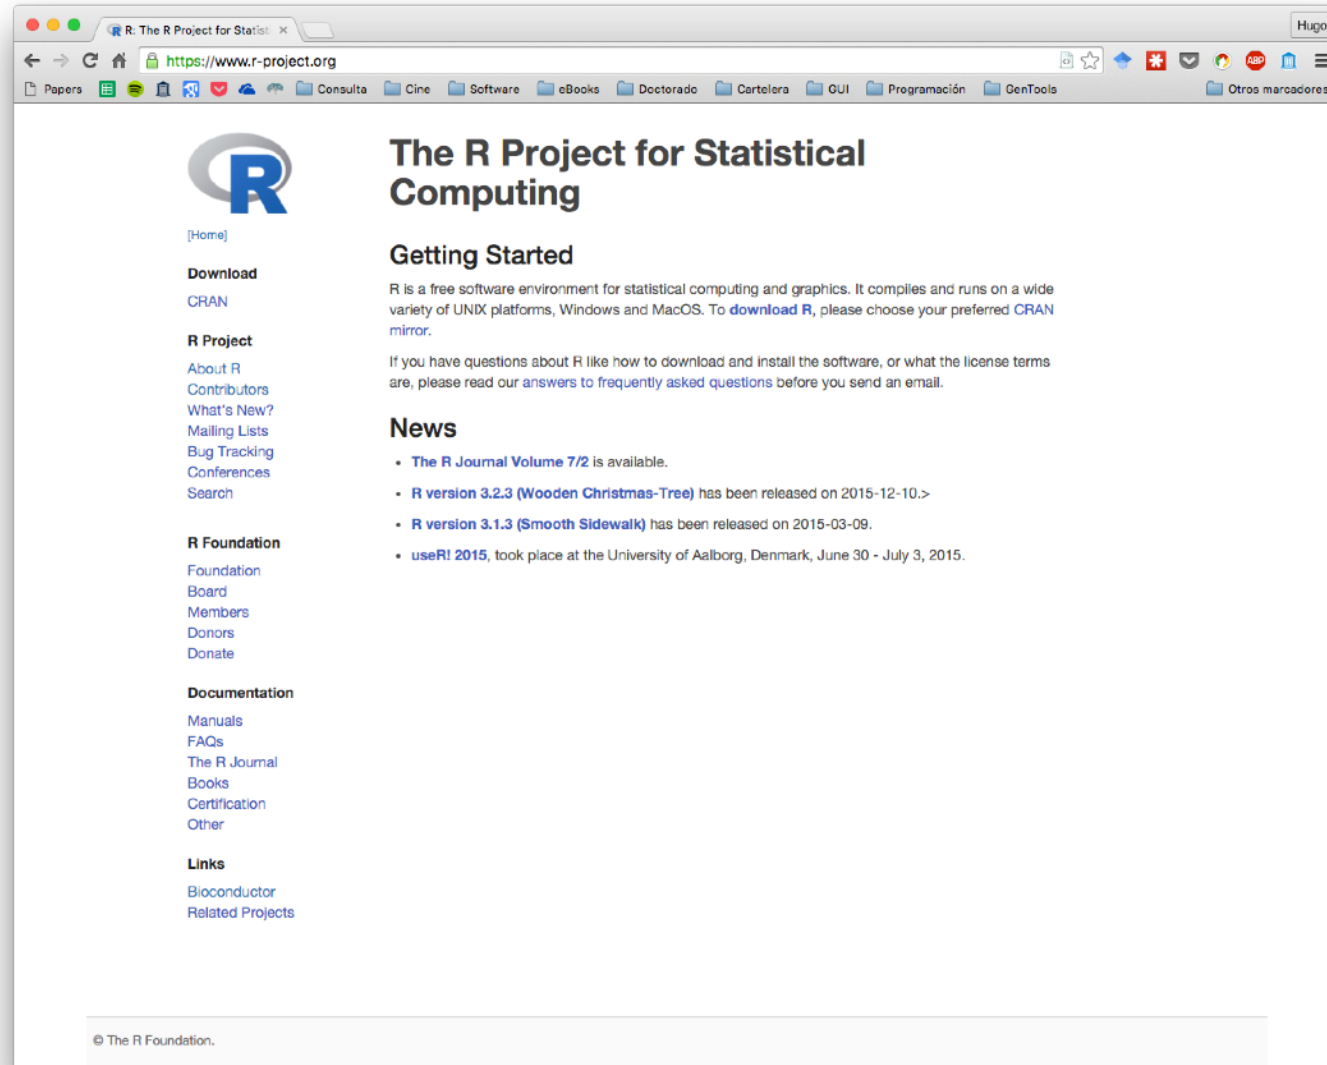 R: The R Project for Statist
Hugo
https://www.r-project.org
ABP
Papers
Consulta
Cine
Software
eBooks
Doctorado
Cartelera
GUI
Programación
GenTools
Otros marcadores
R
[Home]
Download
CRAN
R Project
About R
Contributors
What's New?
Mailing Lists
Bug Tracking
Conferences
Search
R Foundation
Foundation
Board
Members
Donors
Donate
Documentation
Manuals
FAQs
The R Journal
Books
Certification
Other
Links
Bioconductor
Related Projects
The R Project for Statistical
Computing
Getting Started
R is a free software environment for statistical computing and graphics. It compiles and runs on a wide
variety of UNIX platforms, Windows and MacOS. To download R, please choose your preferred CRAN
mirror.
If you have questions about R like how to download and install the software, or what the license terms
are, please read our answers to frequently asked questions before you send an email.
News
• The R Journal Volume 7/2 is available.
• R version 3.2.3 (Wooden Christmas-Tree) has been released on 2015-12-10.>
• R version 3.1.3 (Smooth Sidewalk) has been released on 2015-03-09.
• useR! 2015, took place at the University of Aalborg, Denmark, June 30 - July 3, 2015.
© The R Foundation.